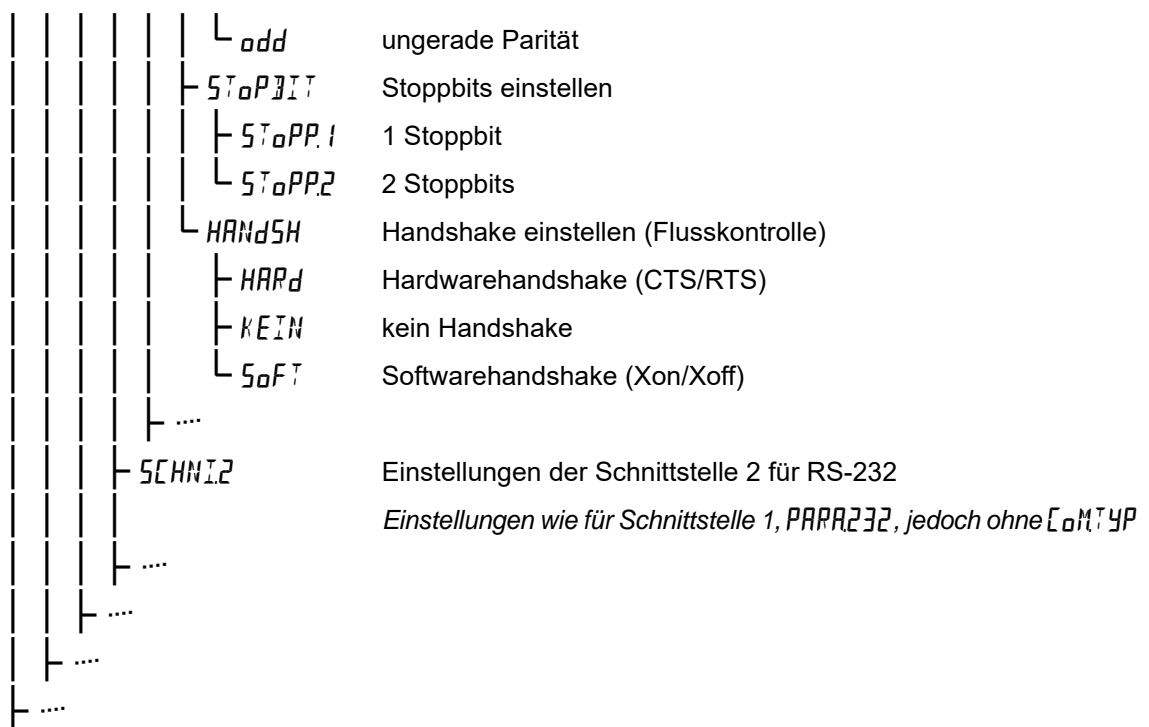 odd ungerade Parität
SToPBIT Stoppbits einstellen
SToPP.1 1 Stoppbit
SToPP.2 2 Stoppbits
HANdSH Handshake einstellen (Flusskontrolle)
HARd Hardwarehandshake (CTS/RTS)
KEIN kein Handshake
SoFT Softwarehandshake (Xon/Xoff)
.....
SCHNI.2 Einstellungen der Schnittstelle 2 für RS-232
Einstellungen wie für Schnittstelle 1, PARA.232, jedoch ohne CoM.TYP
.....
.....
.....
.....